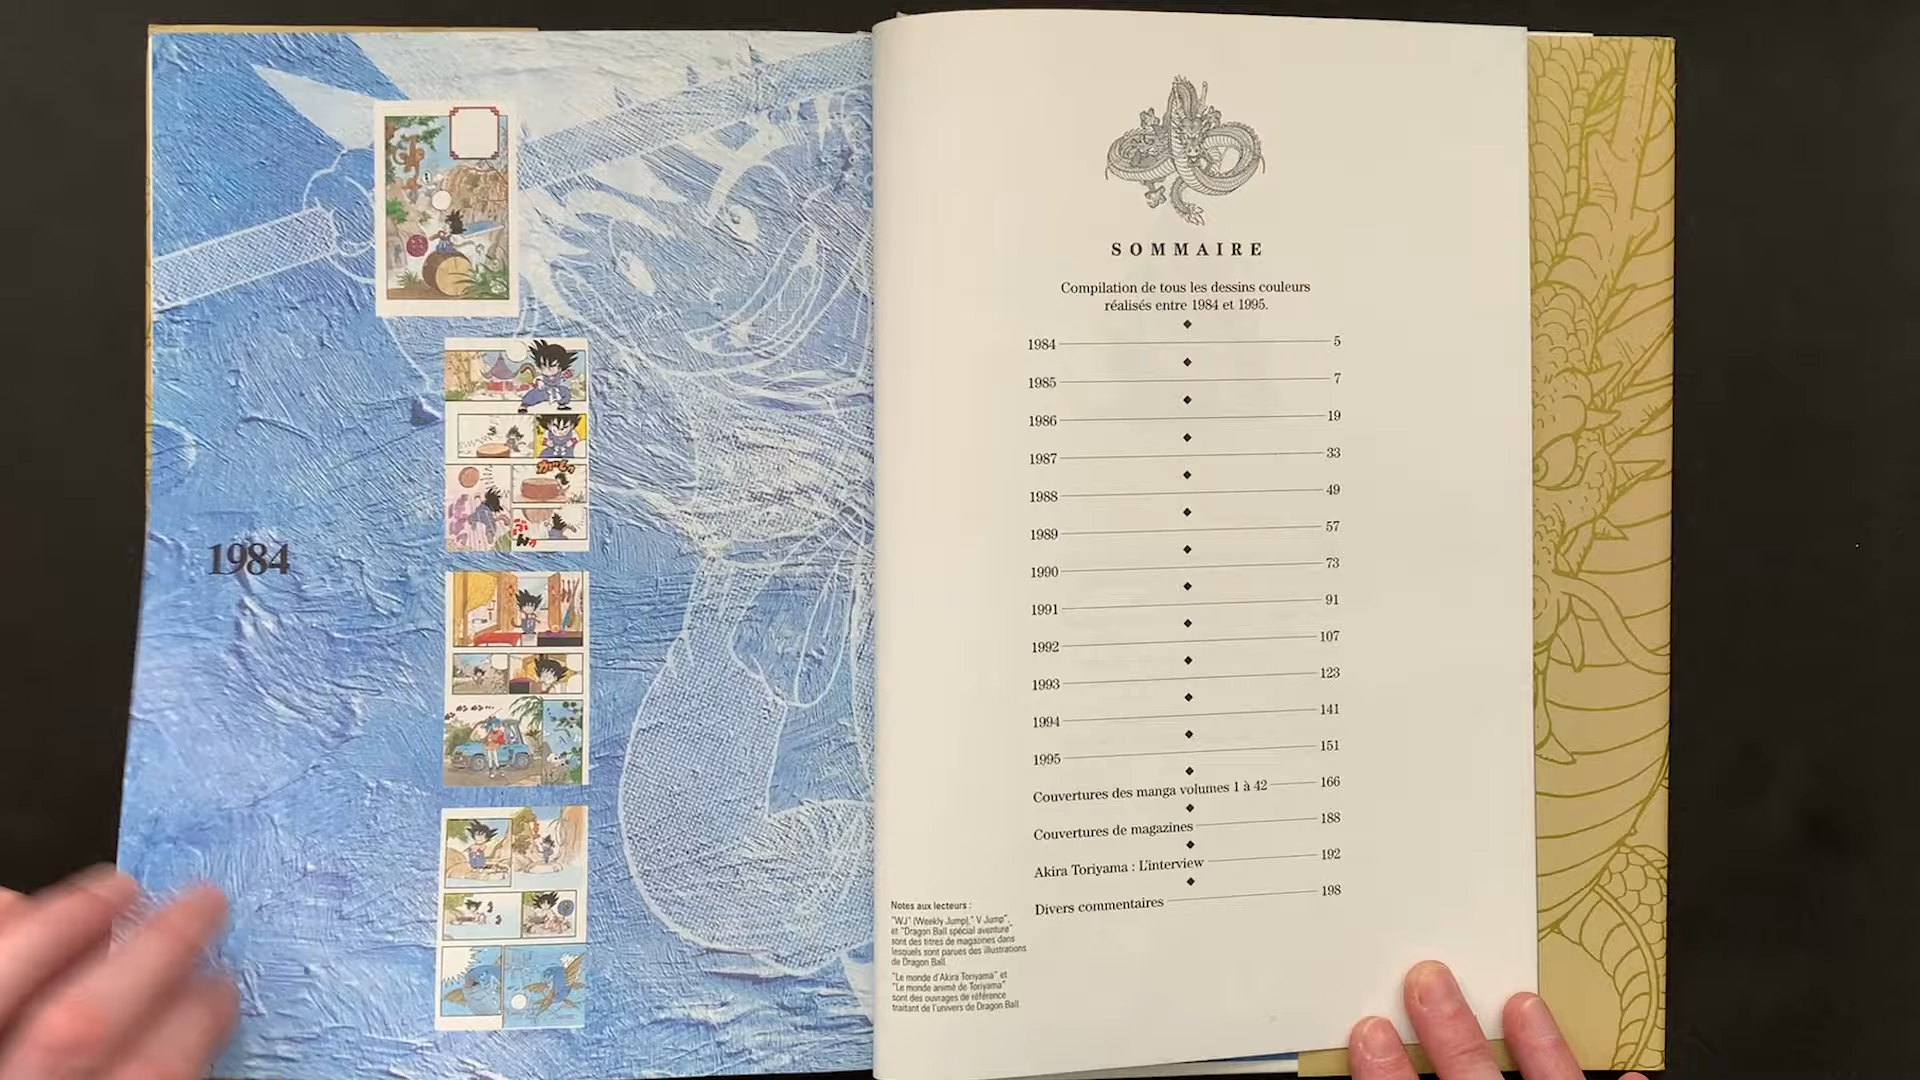 1984
SOMMAIRE
Compilation de tous les dessins couleurs
réalisés entre 1984 et 1995.
1984 5
1985 7
1986 19
1987 33
1988 49
1989 57
1990 73
1991 91
1992 107
1993 123
1994 141
1995 151
Couvertures des manga volumes 1 à 42 166
Couvertures de magazines 188
Akira Toriyama : L'interview 192
Divers commentaires 198
Notes aux lecteurs :
"WJ" (Weekly Jump)," V Jump",
et "Dragon Ball spécial aventure"
sont des titres de magazines dans
lesquels sont parues des illustrations
de Dragon Ball.
"Le monde d'Akira Toriyama" et
"Le monde animé de Toriyama"
sont des ouvrages de référence
traitant de l'univers de Dragon Ball.